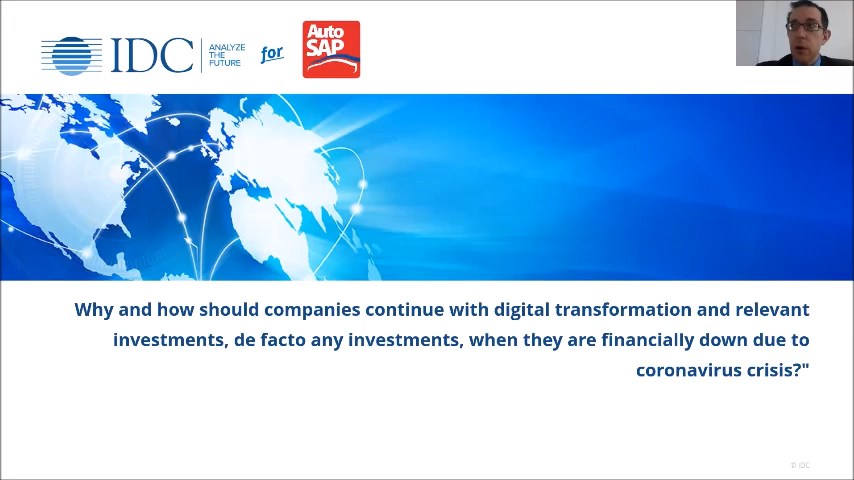 IDC
ANALYZE
THE
FUTURE
for
Auto
SAP
Why and how should companies continue with digital transformation and relevant
investments, de facto any investments, when they are financially down due to
coronavirus crisis?"
© IDC